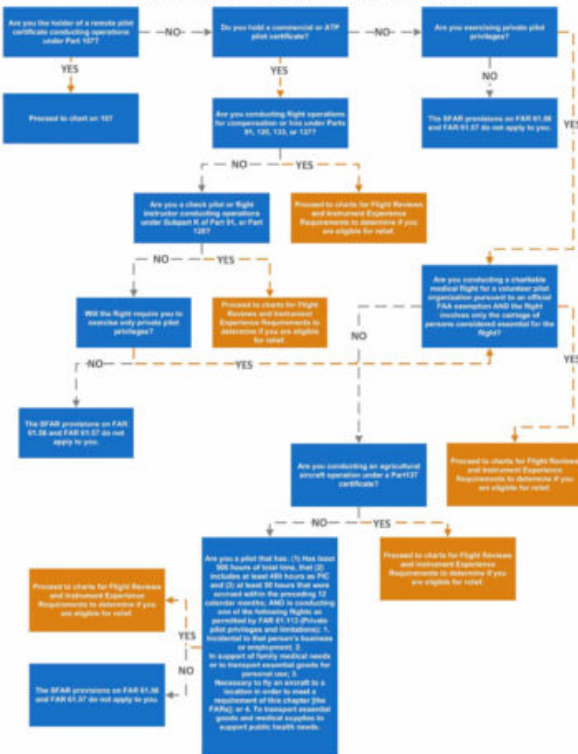 Are you the holder of a remote pilot
certificate conducting operations
under Part 107?
NO
Do you hold a commercial or ATP
pilot certificate?
NO
Are you exercising private pilot
privileges?
YES
YES
NO
YES
Proceed to chart on 107
Are you conducting flight operations
for compensation or hire under Parts
91, 135, 133, or 137?
The SFAR provisions on FAR 61.56
and FAR 61.57 do not apply to you.
NO
YES
Are you a check pilot or flight
instructor conducting operations
under Subpart K of Part 91, or Part
Proceed to charts for Flight Reviews
and Instrument Experience
Requirements to determine if you
are eligible for relief
NO
YES
Will the flight require you to
exercise only private pilot
privileges?
Proceed to charts for Flight
Reviews and Instrument
Experience Requirements to
determine if you are eligible
for relief
Are you conducting a charitable
medical flight for a volunteer pilot
organization pursuant to an official
FAA exemption AND the flight
involves only the carriage of
persons considered essential for the
flight?
NO
NO
YES
YES
The SFAR provisions on FAR
61.56 and FAR 61.57 do not
apply to you.
Are you conducting an agricultural
aircraft operation under a Part137
certificate?
Proceed to charts for Flight Reviews
and Instrument Experience
Requirements to determine if you
are eligible for relief
NO
YES
Proceed to charts for Flight Reviews
and Instrument Experience
Requirements to determine if you
are eligible for relief
Are you a pilot that has: (1) Has least
500 hours of total time, that (2)
includes at least 400 hours as PIC
and (3) at least 50 hours that were
accrued within the preceding 12
calendar months; AND is conducting
one of the following flights as
permitted by FAR 61.113 (Private
pilot privileges and limitations): 1.
Incidental to that person's business
or employment; 2.
In support of family medical needs
or to transport essential goods for
personal use; 3.
Necessary to fly an aircraft to a
location in order to meet a
requirement of this chapter [the
FARs]; or 4. To transport essential
goods and medical supplies to
support public health needs.
Proceed to charts for Flight Reviews
and Instrument Experience
Requirements to determine if you
are eligible for relief
YES
NO
The SFAR provisions on FAR 61.56
and FAR 61.57 do not apply to you.